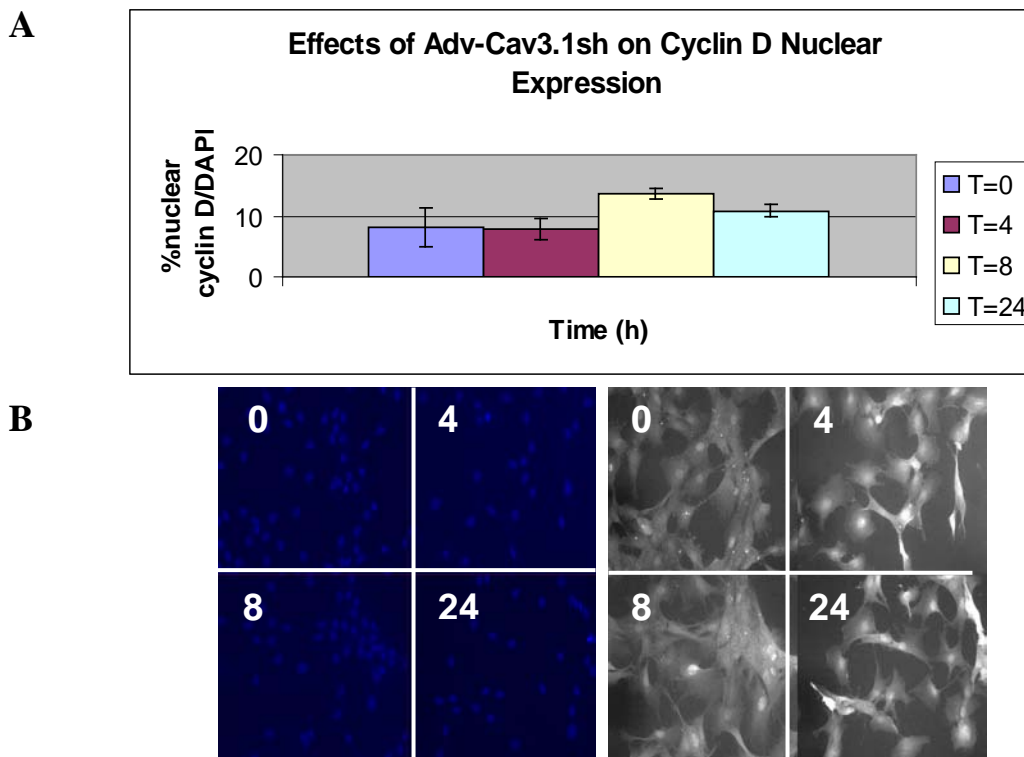 A
Effects of Adv-Cav3.1sh on Cyclin D Nuclear
Expression
%nuclear
cyclin D/DAPI
20
10
0
Time (h)
T=0
T=4
T=8
T=24
B
0
4
0
4
8
24
8
24